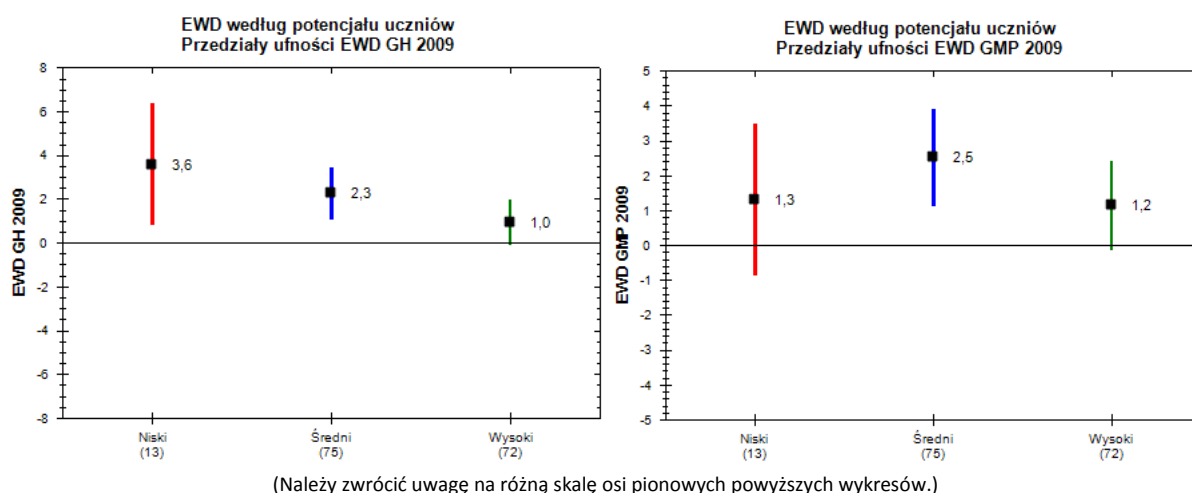 EWD według potencjału uczniów
Przedziały ufności EWD GH 2009
8
6
4
2
0
-2
-4
-6
-8
EWD GH 2009
3,6
2,3
1,0
Niski
(13)
Średni
(75)
Wysoki
(72)
EWD według potencjału uczniów
Przedziały ufności EWD GMP 2009
5
4
3
2
1
0
-1
-2
-3
-4
-5
EWD GMP 2009
1,3
2,5
1,2
Niski
(13)
Średni
(75)
Wysoki
(72)
(Należy zwrócić uwagę na różną skalę osi pionowych powyższych wykresów.)